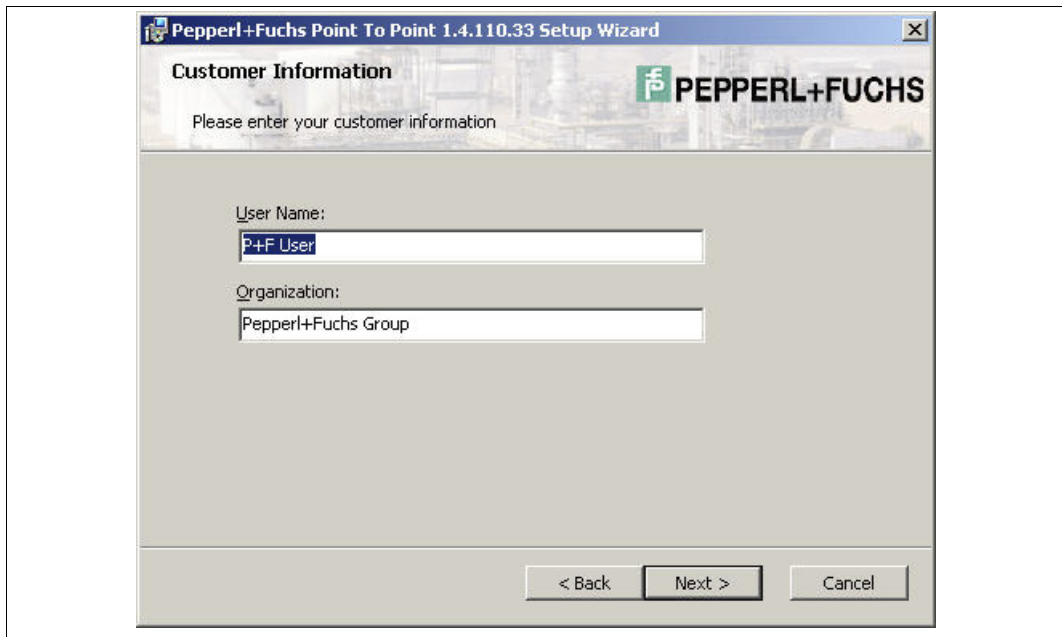 Pepperl+Fuchs Point To Point 1.4.110.33 Setup Wizard
Customer Information
PEPPERL+FUCHS
Please enter your customer information
User Name:
P+F User
Organization:
Pepperl+Fuchs Group
< Back Next > Cancel